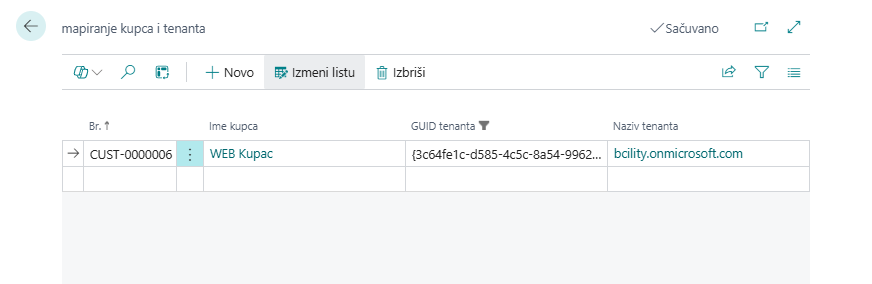 mapiranje kupca i tenanta
Sačuvano
Novo
Izmeni listu
Izbriši
Br. ↑
Ime kupca
GUID tenanta
Naziv tenanta
CUST-0000006
WEB Kupac
{3c64fe1c-d585-4c5c-8a54-9962...
bcility.onmicrosoft.com